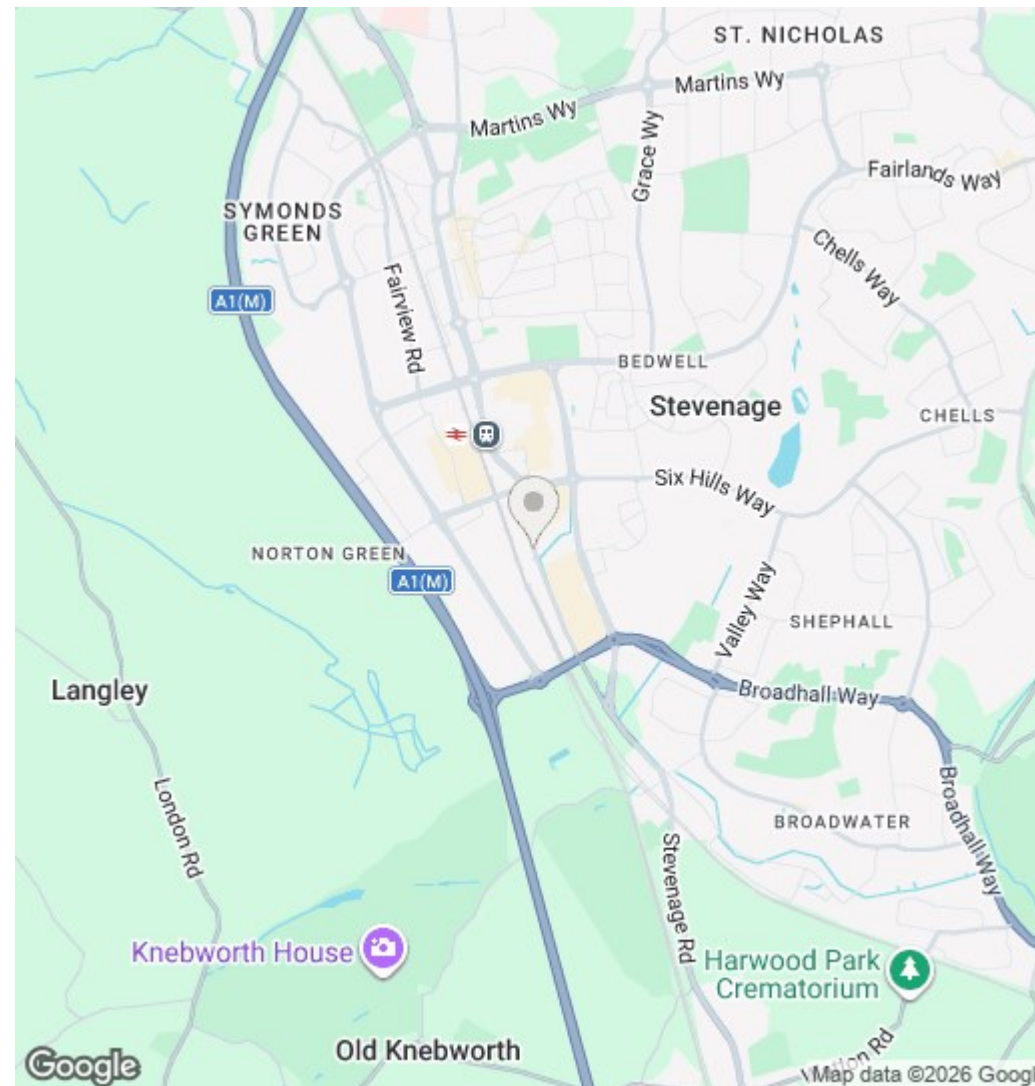 ST. NICHOLAS
Martins Wy
Martins Wy
Grace Wy
Fairlands Way
SYMONDS
GREEN
Chells Way
Fairview Rd
A1(M)
BEDWELL
Stevenage
CHELLS
Six Hills Way
NORTON GREEN
A1(M)
Valley Way
SHEPHALL
Langley
Broadhall Way
London Rd
Broadhall Way
BROADWATER
Stevenage Rd
Knebworth House
Harwood Park
Crematorium
Old Knebworth
Google
Map data ©2026 Goog